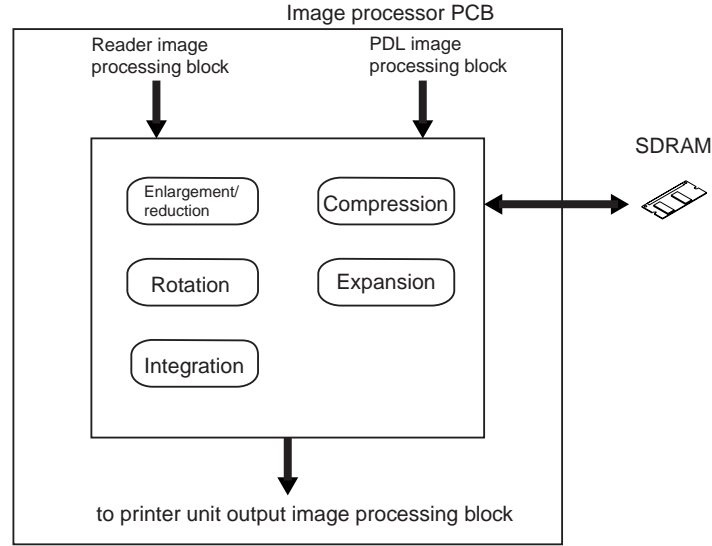 Image processor PCB
Reader image
processing block
PDL image
processing block
SDRAM
Enlargement/
reduction
Compression
Rotation
Expansion
Integration
to printer unit output image processing block